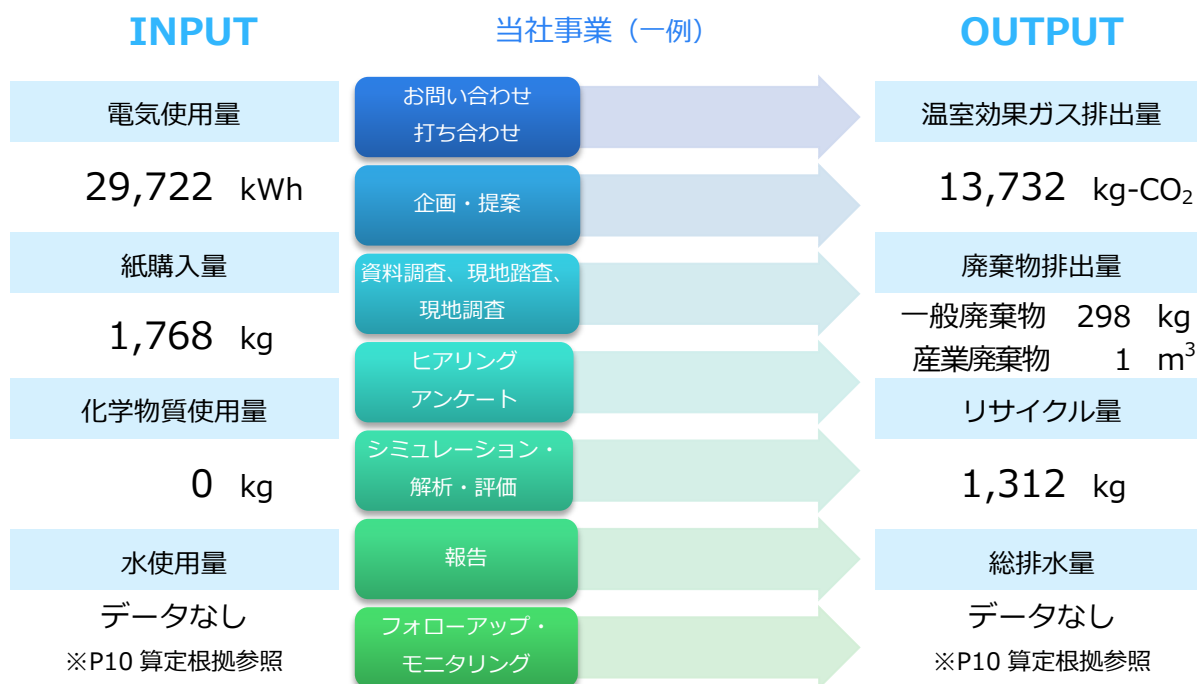 INPUT
電気使用量
29,722 kWh
紙購入量
1,768 kg
化学物質使用量
0 kg
水使用量
データなし
※P10 算定根拠参照
当社事業（一例）
お問い合わせ
打ち合わせ
企画・提案
資料調査、現地踏査、
現地調査
ヒアリング
アンケート
シミュレーション・
解析・評価
報告
フォローアップ・
モニタリング
OUTPUT
温室効果ガス排出量
13,732 kg-CO₂
廃棄物排出量
一般廃棄物 298 kg
産業廃棄物 1 m³
リサイクル量
1,312 kg
総排水量
データなし
※P10 算定根拠参照